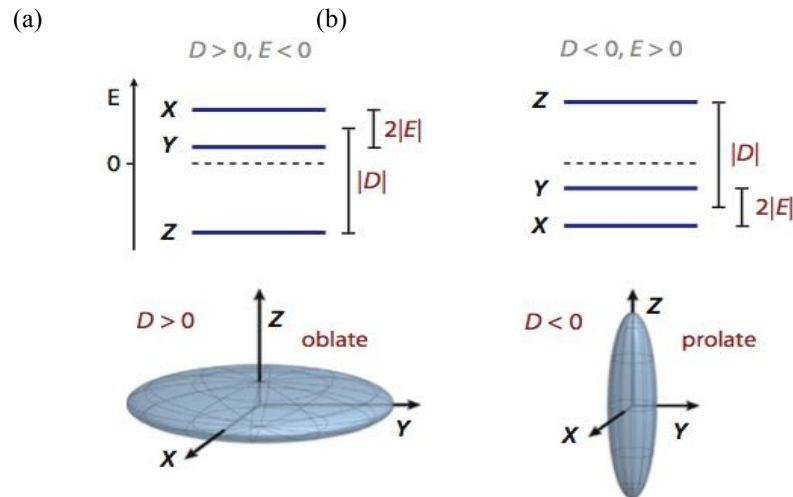 (a)
(b)
D > 0, E < 0
D < 0, E > 0
E
X
Y
0
Z
2|E|
|D|
Z
Y
X
|D|
2|E|
D > 0
Z
oblate
Y
X
D < 0
Z
prolate
X
Y